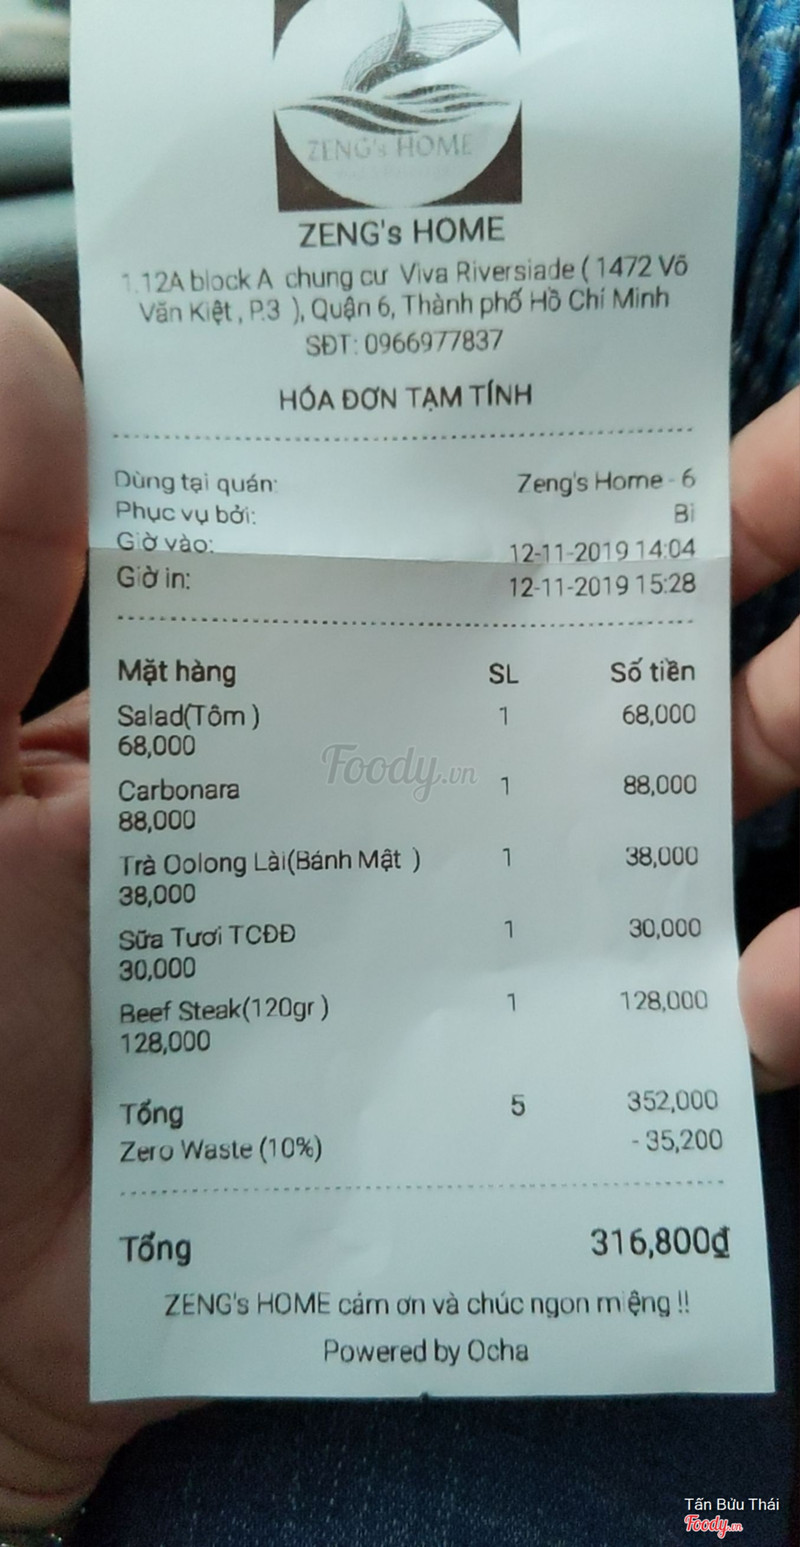 ZENG's HOME
ZENG's HOME
1.12A block A chung cư Viva Riversiade ( 1472 Võ
Văn Kiệt , P.3 ), Quận 6, Thành phố Hồ Chí Minh
SĐT: 0966977837
HÓA ĐƠN TẠM TÍNH
Dùng tại quán: Zeng's Home - 6
Phục vụ bởi: Bi
Giờ vào: 12-11-2019 14:04
Giờ in: 12-11-2019 15:28
Mặt hàng SL Số tiền
Salad(Tôm ) 1 68,000
68,000
Carbonara 1 88,000
88,000
Trà Oolong Lài(Bánh Mật ) 1 38,000
38,000
Sữa Tươi TCĐĐ 1 30,000
30,000
Beef Steak(120gr ) 1 128,000
128,000
Tổng 5 352,000
Zero Waste (10%) - 35,200
Tổng 316,800₫
ZENG's HOME cám ơn và chúc ngon miệng !!
Powered by Ocha
Foody.vn
Tấn Bửu Thái
Foody.vn